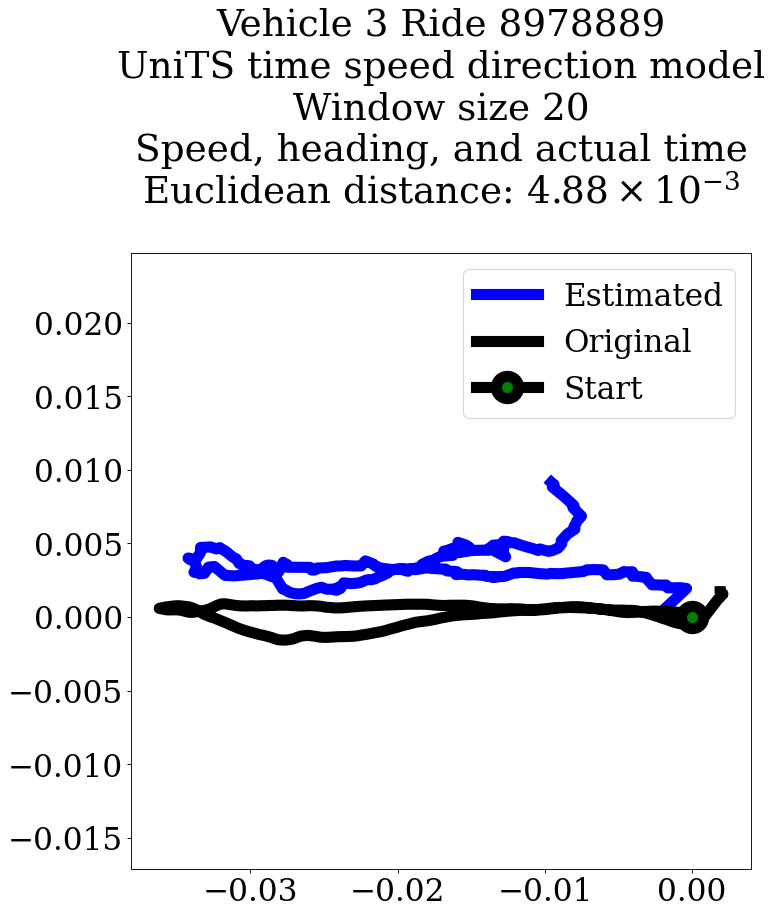 Vehicle 3 Ride 8978889
UniTS time speed direction model
Window size 20
Speed, heading, and actual time
Euclidean distance: 4.88 × 10⁻³
Estimated
Original
Start
0.020
0.015
0.010
0.005
0.000
−0.005
−0.010
−0.015
−0.03 −0.02 −0.01 0.00